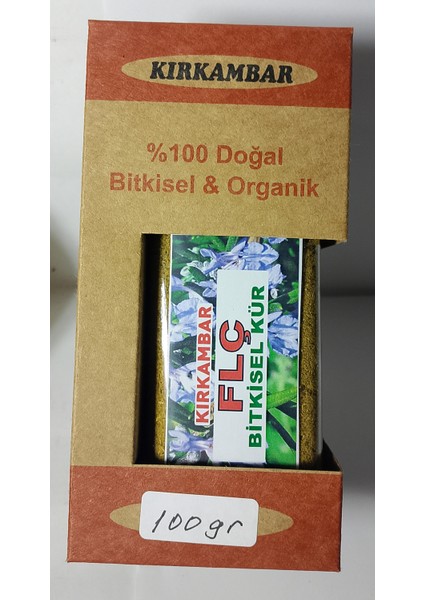 KIRKAMBAR
%100 Doğal
Bitkisel & Organik
KIRKAMBAR
FLÇ
BİTKİSEL KÜR
100gr